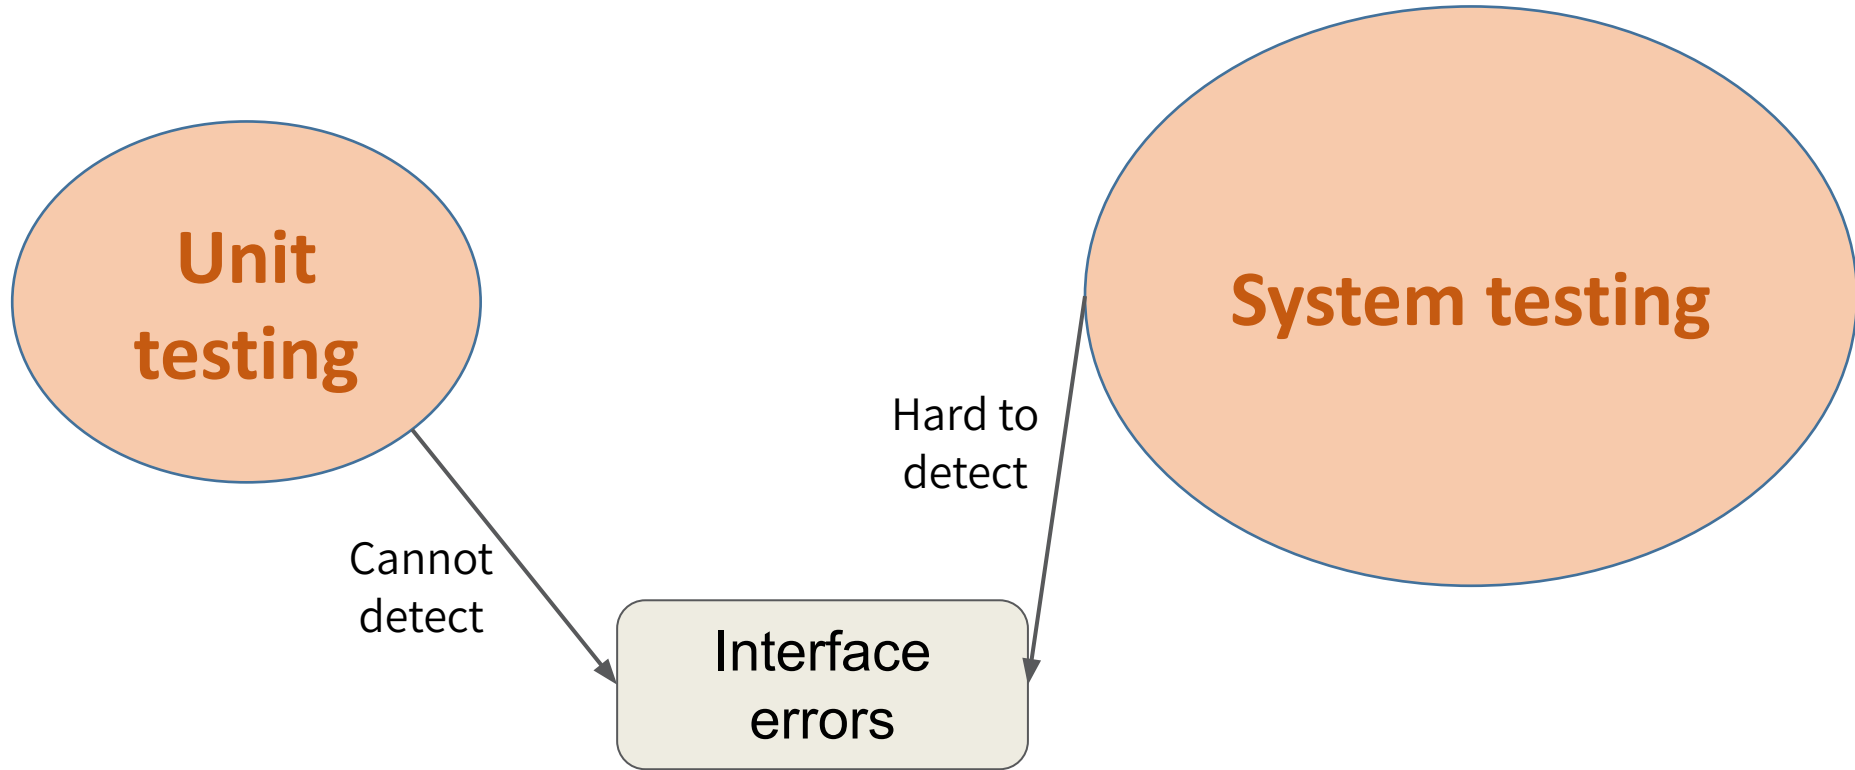 Unit
testing
System testing
Hard to
detect
Cannot
detect
Interface
errors